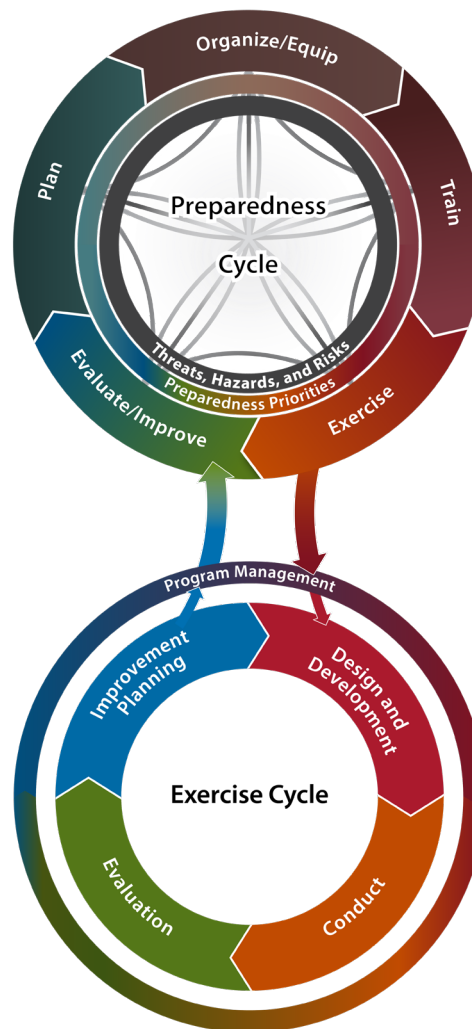 Organize/Equip
Plan
Train
Preparedness
Cycle
Threats, Hazards, and Risks
Preparedness Priorities
Evaluate/Improve
Exercise
Program Management
Improvement
Planning
Design and
Development
Exercise Cycle
Evaluation
Conduct